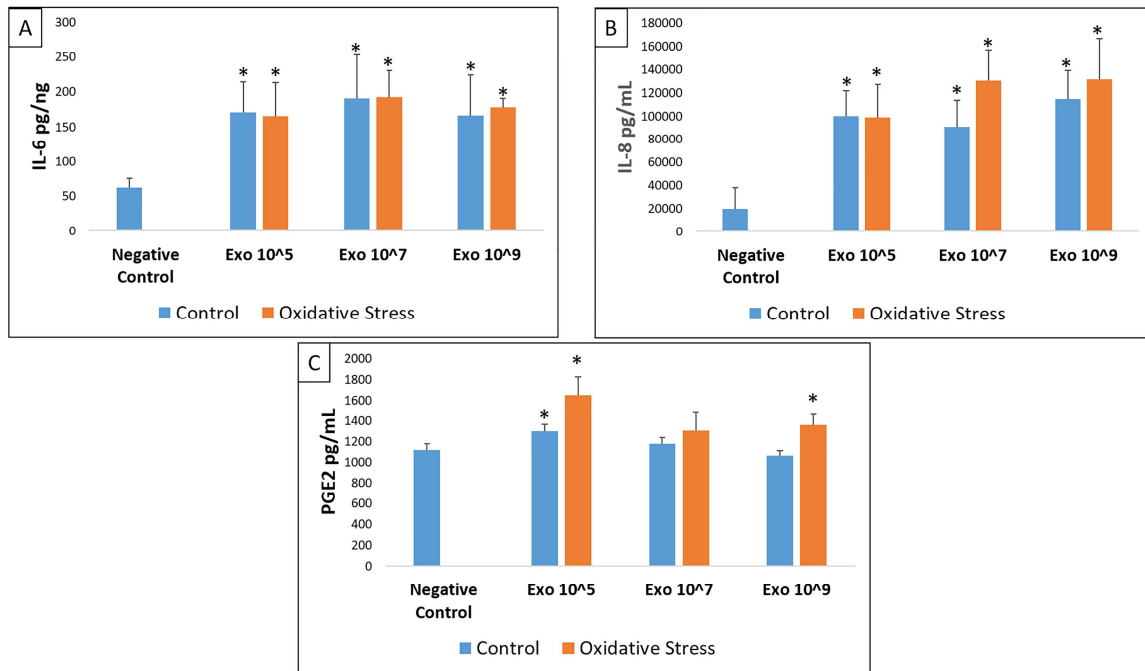 A
IL-6 pg/ng
300
250
200
150
100
50
0
* * * * * *
Negative Control
Exo 10^5
Exo 10^7
Exo 10^9
Control
Oxidative Stress
B
IL-8 pg/mL
180000
160000
140000
120000
100000
80000
60000
40000
20000
0
* * * * * *
Negative Control
Exo 10^5
Exo 10^7
Exo 10^9
Control
Oxidative Stress
C
PGE2 pg/mL
2000
1800
1600
1400
1200
1000
800
600
400
200
0
* * *
Negative Control
Exo 10^5
Exo 10^7
Exo 10^9
Control
Oxidative Stress